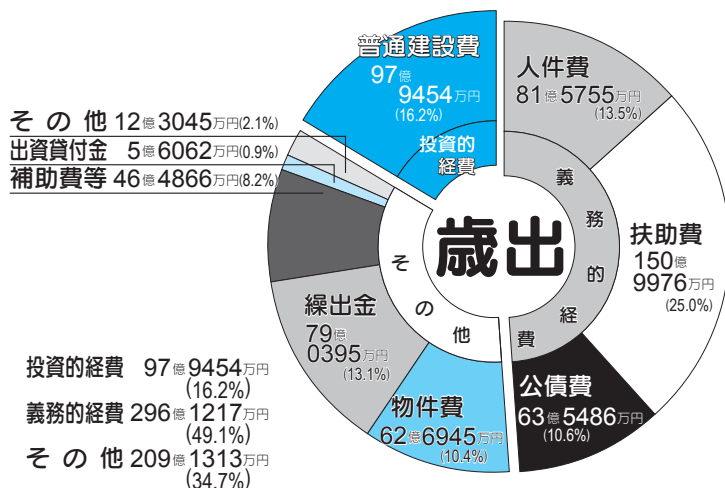 普通建設費
97億
9454万円
(16.2%)
投資的
経費
人件費
81億5755万円
(13.5%)
義務的経費
扶助費
150億
9976万円
(25.0%)
公債費
63億5486万円
(10.6%)
歳出
その他
物件費
62億6945万円
(10.4%)
繰出金
79億
0395万円
(13.1%)
その他 12億3045万円(2.1%)
出資貸付金 5億6062万円(0.9%)
補助費等 46億4866万円(8.2%)
投資的経費 97億9454万円
(16.2%)
義務的経費 296億1217万円
(49.1%)
その他 209億1313万円
(34.7%)